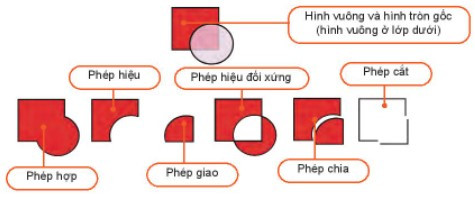 Hình vuông và hình tròn gốc
(hình vuông ở lớp dưới)
Phép hiệu
Phép hiệu đối xứng
Phép cắt
Phép hợp
Phép giao
Phép chia